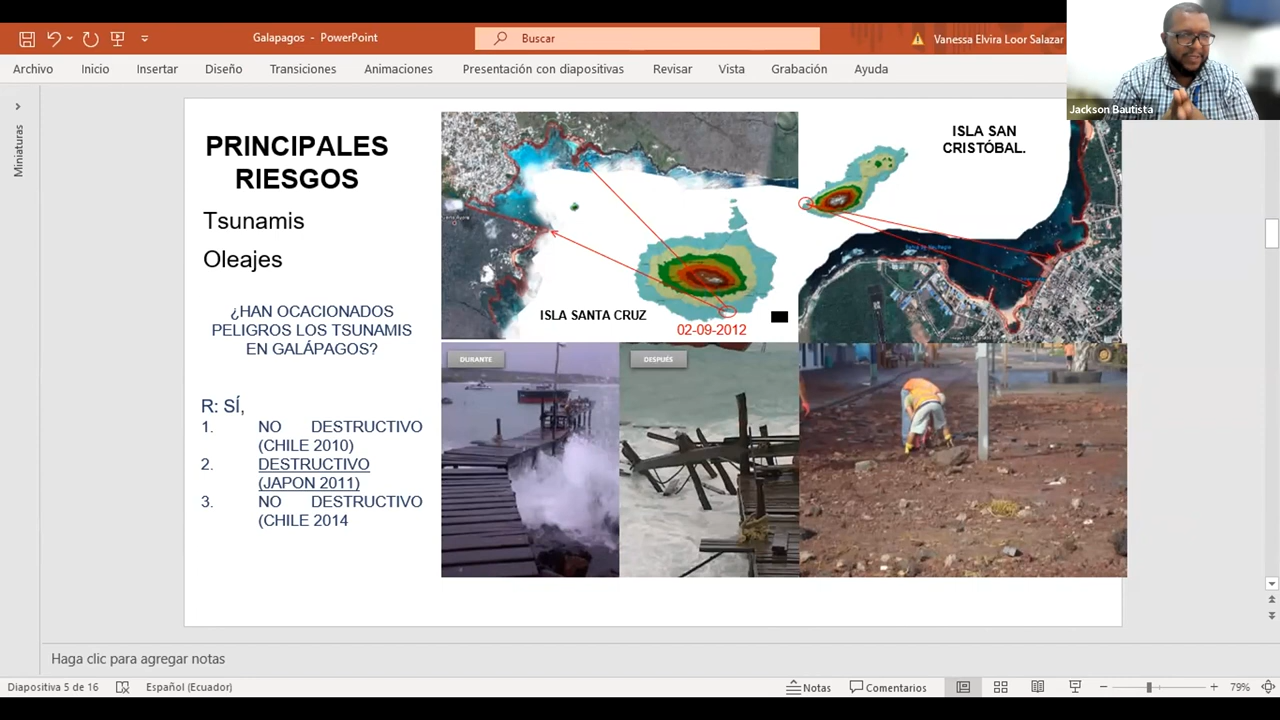 Galapagos - PowerPoint
Buscar
Vanessa Elvira Loor Salazar
Archivo
Inicio
Insertar
Diseño
Transiciones
Animaciones
Presentación con diapositivas
Revisar
Vista
Grabación
Ayuda
Jackson Bautista
Miniaturas
PRINCIPALES
RIESGOS
Tsunamis
Oleajes
¿HAN OCACIONADOS
PELIGROS LOS TSUNAMIS
EN GALÁPAGOS?
R: SÍ,
1. NO DESTRUCTIVO
(CHILE 2010)
2. DESTRUCTIVO
(JAPON 2011)
3. NO DESTRUCTIVO
(CHILE 2014
ISLA SANTA CRUZ
02-09-2012
ISLA SAN
CRISTÓBAL.
DURANTE
DESPUÉS
Haga clic para agregar notas
Diapositiva 5 de 16
Español (Ecuador)
Notas
Comentarios
79%